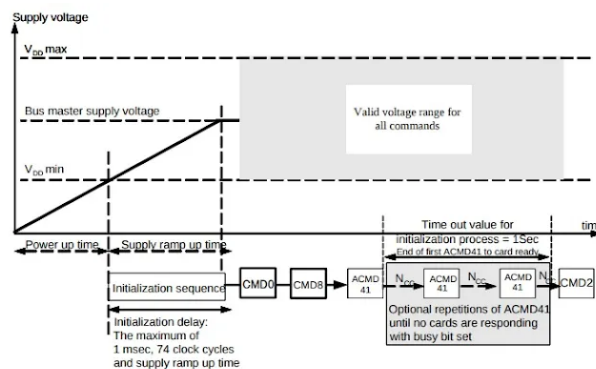 Supply voltage
V_DD max
Bus master supply voltage
Valid voltage range for
all commands
V_DD min
Time out value for
initialization process = 1Sec
End of first ACMD41 to card ready
tim
Power up time
Supply ramp up time
Initialization sequence
CMD0
CMD8
ACMD
41
N_CC
ACMD
41
N_CC
ACMD
41
CMD2
Optional repetitions of ACMD41
until no cards are responding
with busy bit set
Initialization delay:
The maximum of
1 msec, 74 clock cycles
and supply ramp up time